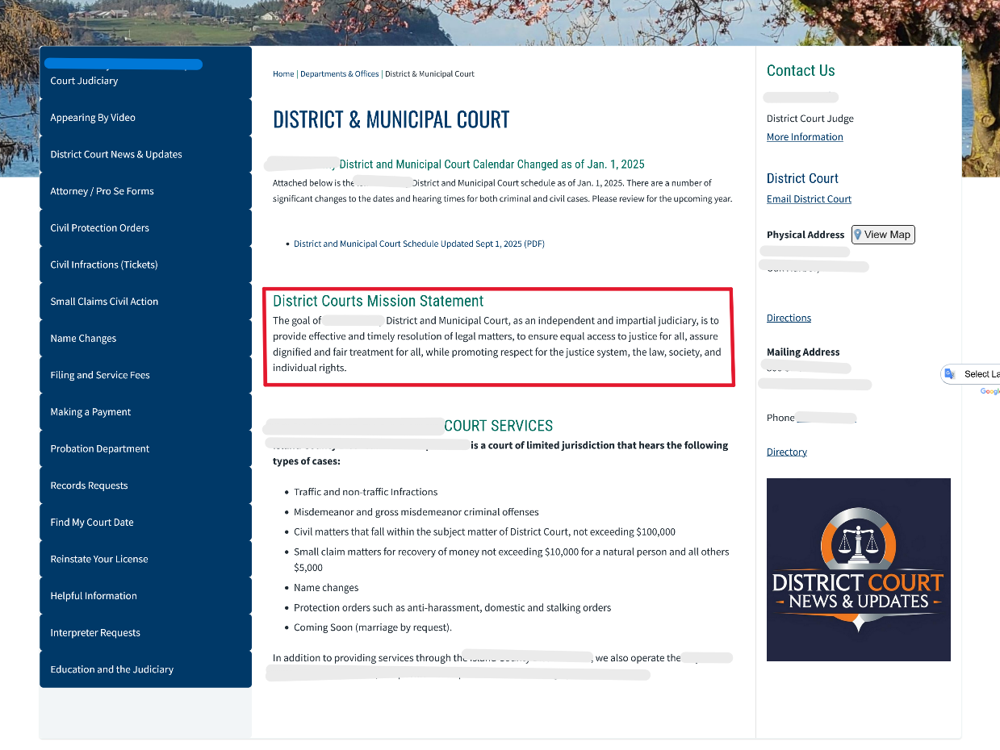 Court Judiciary
Appearing By Video
District Court News & Updates
Attorney / Pro Se Forms
Civil Protection Orders
Civil Infractions (Tickets)
Small Claims Civil Action
Name Changes
Filing and Service Fees
Making a Payment
Probation Department
Records Requests
Find My Court Date
Reinstate Your License
Helpful Information
Interpreter Requests
Education and the Judiciary
Home | Departments & Offices | District & Municipal Court
DISTRICT & MUNICIPAL COURT
District and Municipal Court Calendar Changed as of Jan. 1, 2025
Attached below is the District and Municipal Court schedule as of Jan. 1, 2025. There are a number of
significant changes to the dates and hearing times for both criminal and civil cases. Please review for the upcoming year.
• District and Municipal Court Schedule Updated Sept 1, 2025 (PDF)
District Courts Mission Statement
The goal of District and Municipal Court, as an independent and impartial judiciary, is to
provide effective and timely resolution of legal matters, to ensure equal access to justice for all, assure
dignified and fair treatment for all, while promoting respect for the justice system, the law, society, and
individual rights.
COURT SERVICES
is a court of limited jurisdiction that hears the following
types of cases:
• Traffic and non-traffic Infractions
• Misdemeanor and gross misdemeanor criminal offenses
• Civil matters that fall within the subject matter of District Court, not exceeding $100,000
• Small claim matters for recovery of money not exceeding $10,000 for a natural person and all others
$5,000
• Name changes
• Protection orders such as anti-harassment, domestic and stalking orders
• Coming Soon (marriage by request).
In addition to providing services through the , we also operate the
Contact Us
District Court Judge
More Information
District Court
Email District Court
Physical Address View Map
Directions
Mailing Address
Phone
Directory
DISTRICT COURT
NEWS & UPDATES
Select La
Google